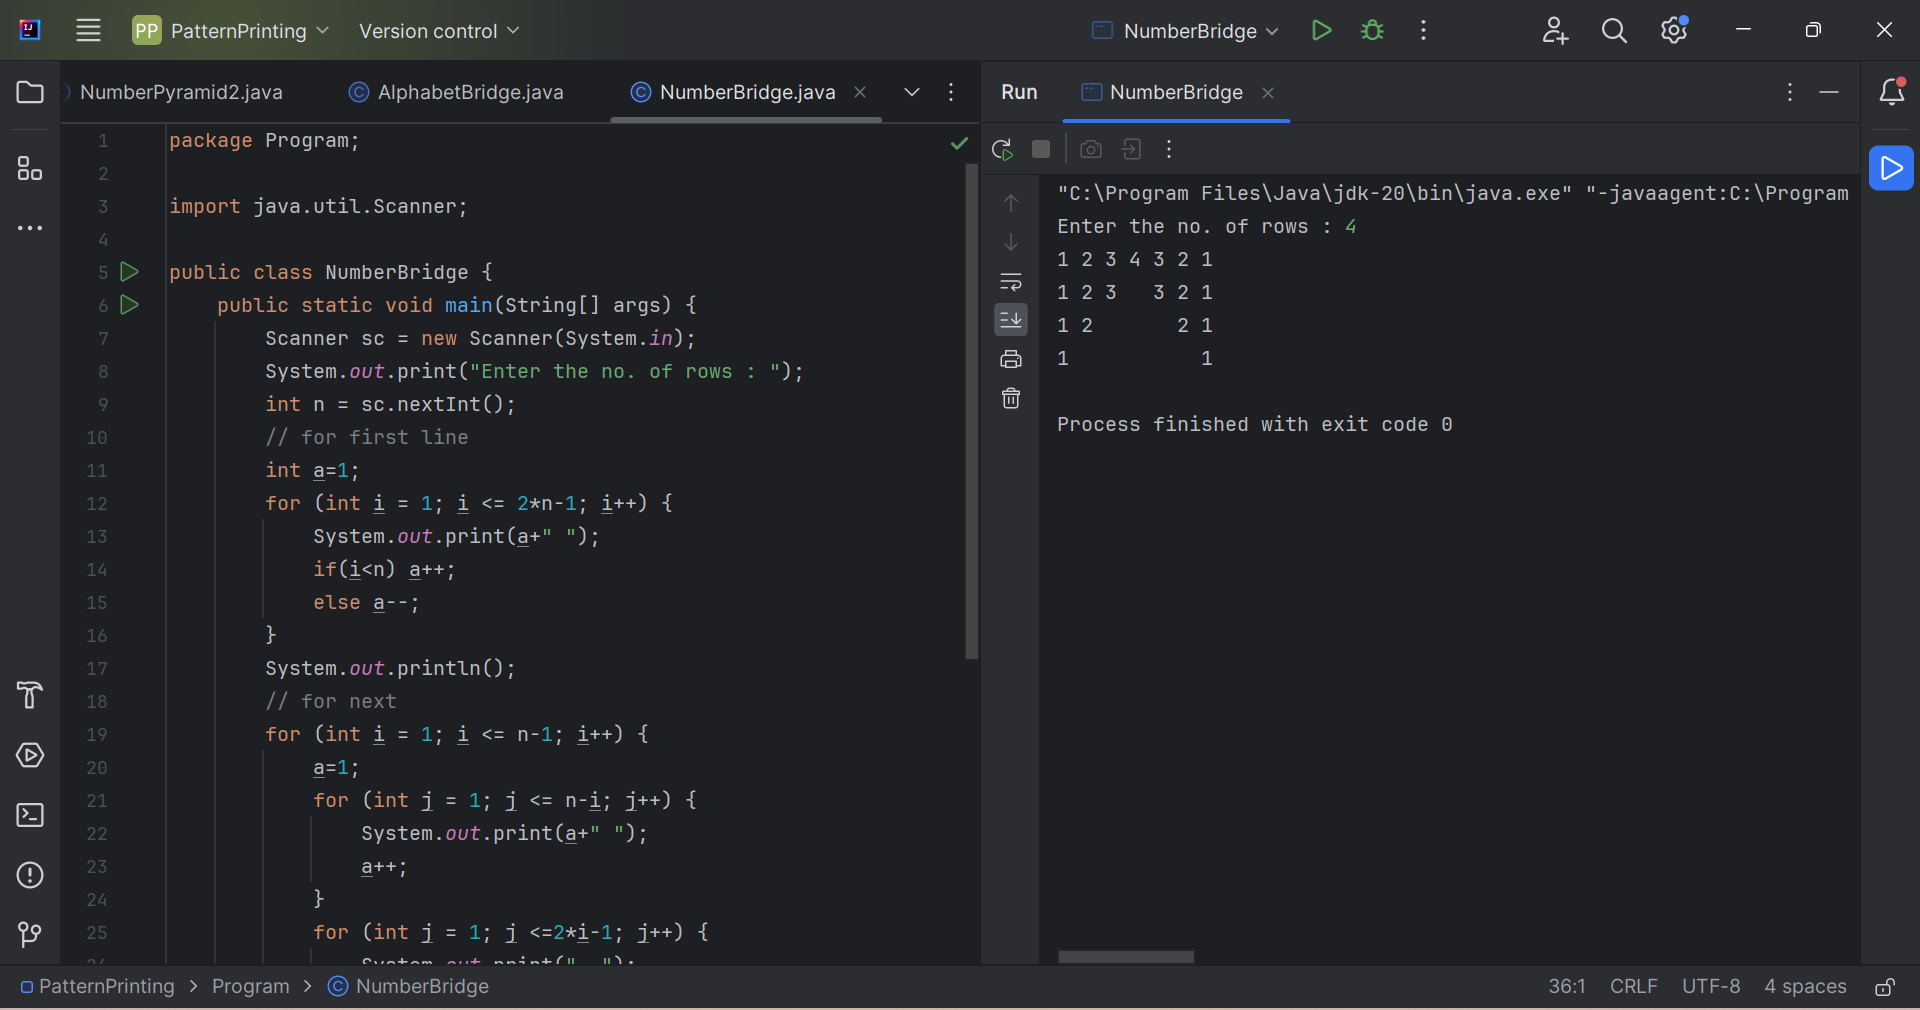 PP PatternPrinting Version control NumberBridge
NumberPyramid2.java AlphabetBridge.java NumberBridge.java
1 package Program;
2
3 import java.util.Scanner;
4
5 public class NumberBridge {
6 public static void main(String[] args) {
7 Scanner sc = new Scanner(System.in);
8 System.out.print("Enter the no. of rows : ");
9 int n = sc.nextInt();
10 // for first line
11 int a=1;
12 for (int i = 1; i <= 2*n-1; i++) {
13 System.out.print(a+" ");
14 if(i<n) a++;
15 else a--;
16 }
17 System.out.println();
18 // for next
19 for (int i = 1; i <= n-1; i++) {
20 a=1;
21 for (int j = 1; j <= n-i; j++) {
22 System.out.print(a+" ");
23 a++;
24 }
25 for (int j = 1; j <=2*i-1; j++) {
26 System.out.print("  ");
Run NumberBridge
"C:\Program Files\Java\jdk-20\bin\java.exe" "-javaagent:C:\Program
Enter the no. of rows : 4
1 2 3 4 3 2 1
1 2 3   3 2 1
1 2       2 1
1           1
Process finished with exit code 0
PatternPrinting > Program > NumberBridge
36:1 CRLF UTF-8 4 spaces